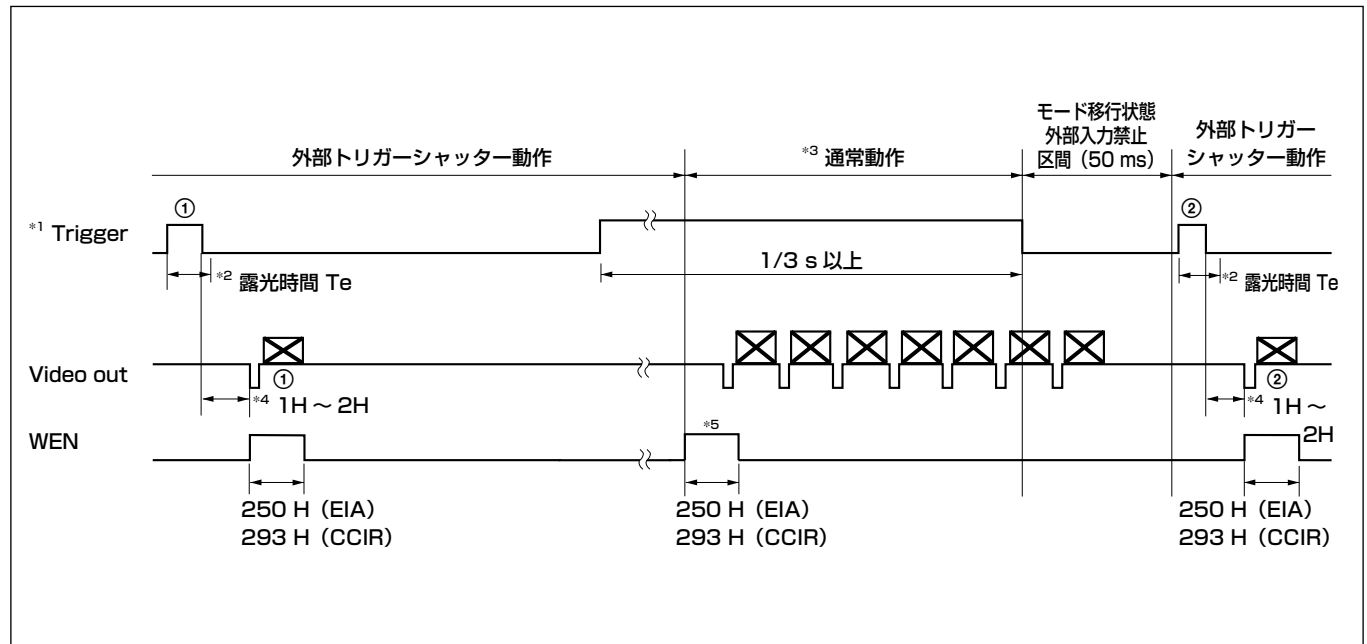 モード移行状態
外部入力禁止
区間（50 ms）
外部トリガー
シャッター動作
外部トリガーシャッター動作
*3 通常動作
*1 Trigger
①
②
1/3 s 以上
*2 露光時間 Te
*2 露光時間 Te
Video out
①
②
*4 1H ～ 2H
*4 1H ～
2H
WEN
*5
250 H（EIA）
293 H（CCIR）
250 H（EIA）
293 H（CCIR）
250 H（EIA）
293 H（CCIR）